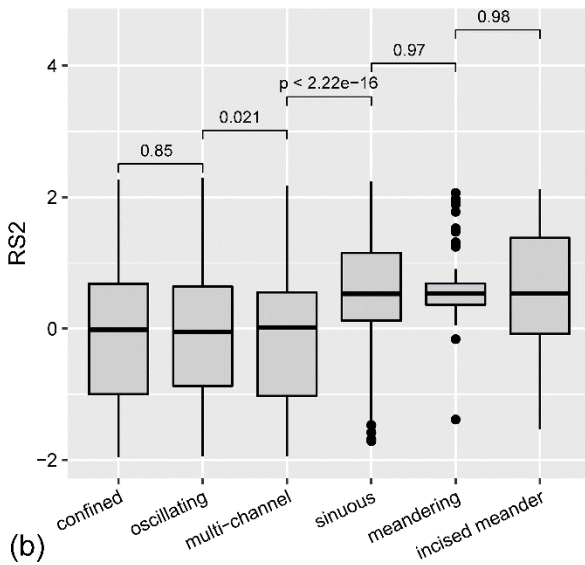 4
2
0
−2
RS2
0.98
0.97
p < 2.22e−16
0.021
0.85
confined
oscillating
multi−channel
sinuous
meandering
incised meander
(b)